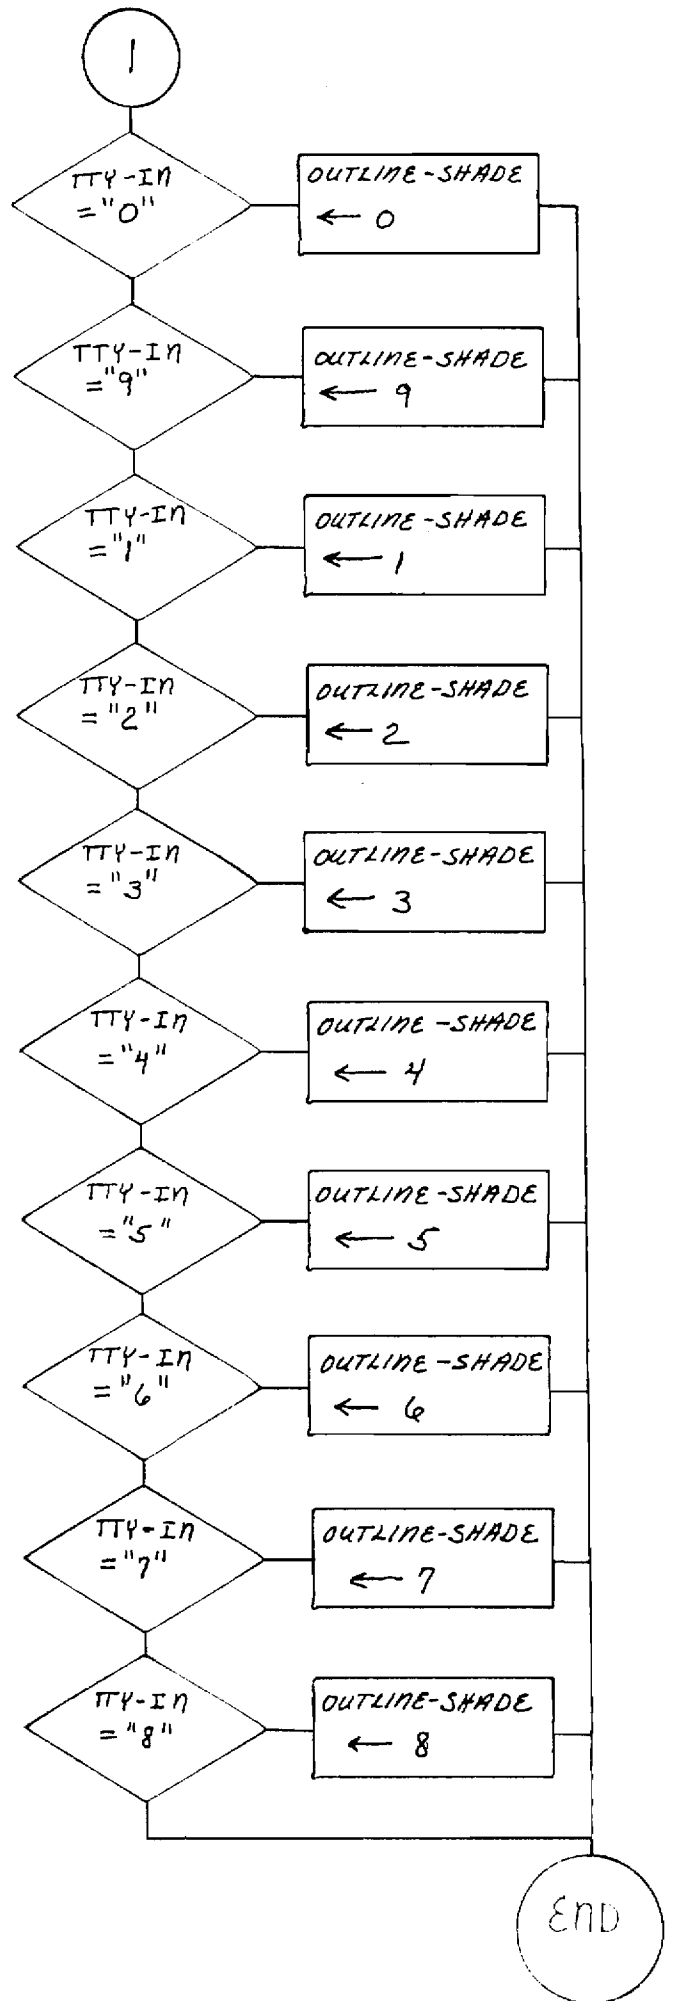 1
TTY-IN
="0"
OUTLINE-SHADE
← 0
TTY-IN
="9"
OUTLINE-SHADE
← 9
TTY-IN
="1"
OUTLINE-SHADE
← 1
TTY-IN
="2"
OUTLINE-SHADE
← 2
TTY-IN
="3"
OUTLINE-SHADE
← 3
TTY-IN
="4"
OUTLINE-SHADE
← 4
TTY-IN
="5"
OUTLINE-SHADE
← 5
TTY-IN
="6"
OUTLINE-SHADE
← 6
TTY-IN
="7"
OUTLINE-SHADE
← 7
TTY-IN
="8"
OUTLINE-SHADE
← 8
END